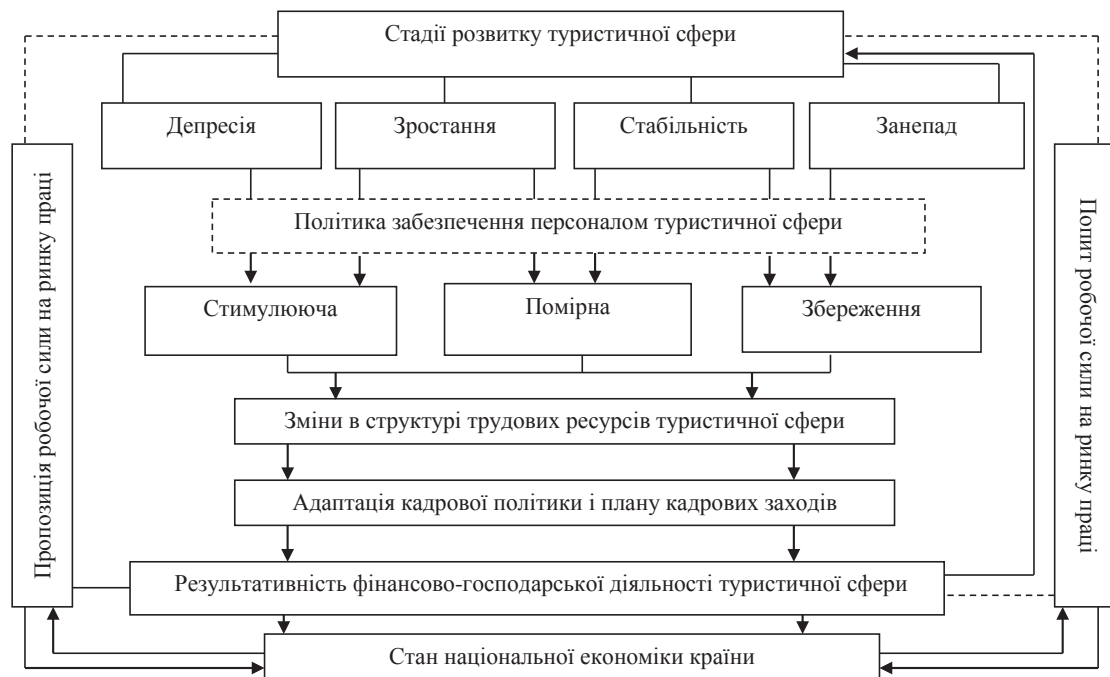 Стадії розвитку туристичної сфери
Депресія
Зростання
Стабільність
Занепад
Пропозиція робочої сили на ринку праці
Попит робочої сили на ринку праці
Політика забезпечення персоналом туристичної сфери
Стимулююча
Помірна
Збереження
Зміни в структурі трудових ресурсів туристичної сфери
Адаптація кадрової політики і плану кадрових заходів
Результативність фінансово-господарської діяльності туристичної сфери
Стан національної економіки країни